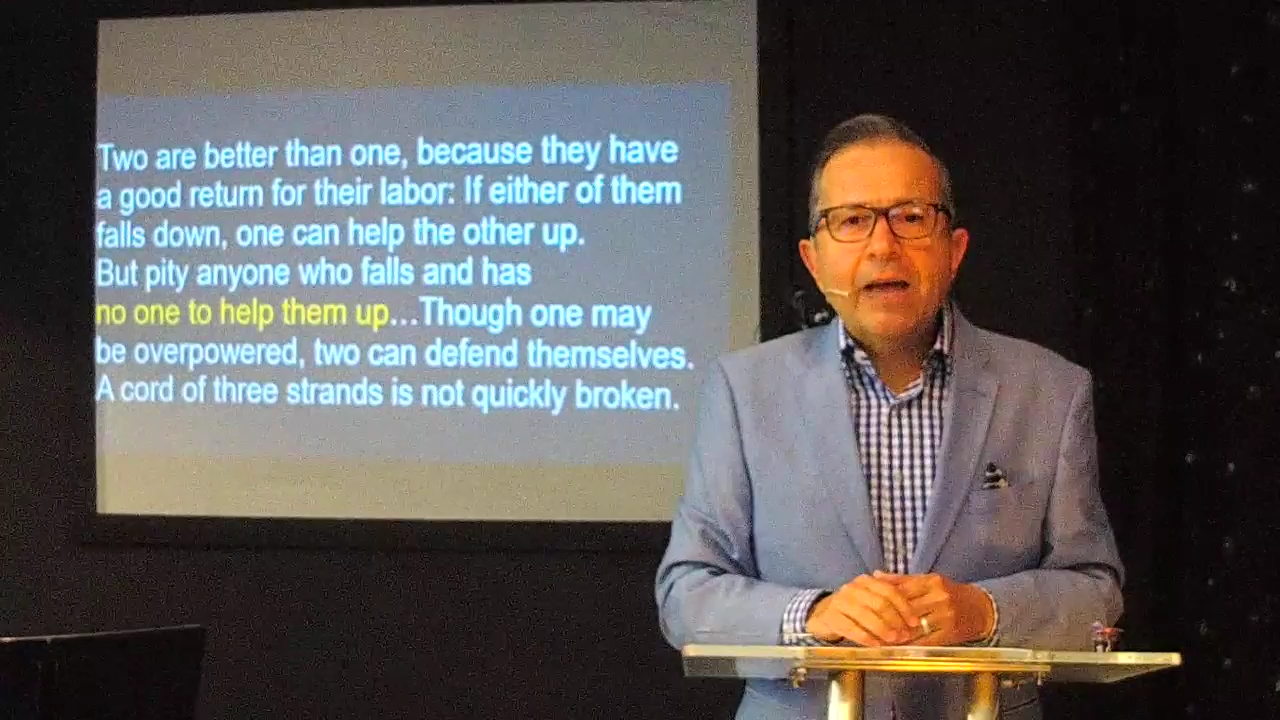 Two are better than one, because they have
a good return for their labor: If either of them
falls down, one can help the other up.
But pity anyone who falls and has
no one to help them up...Though one may
be overpowered, two can defend themselves.
A cord of three strands is not quickly broken.